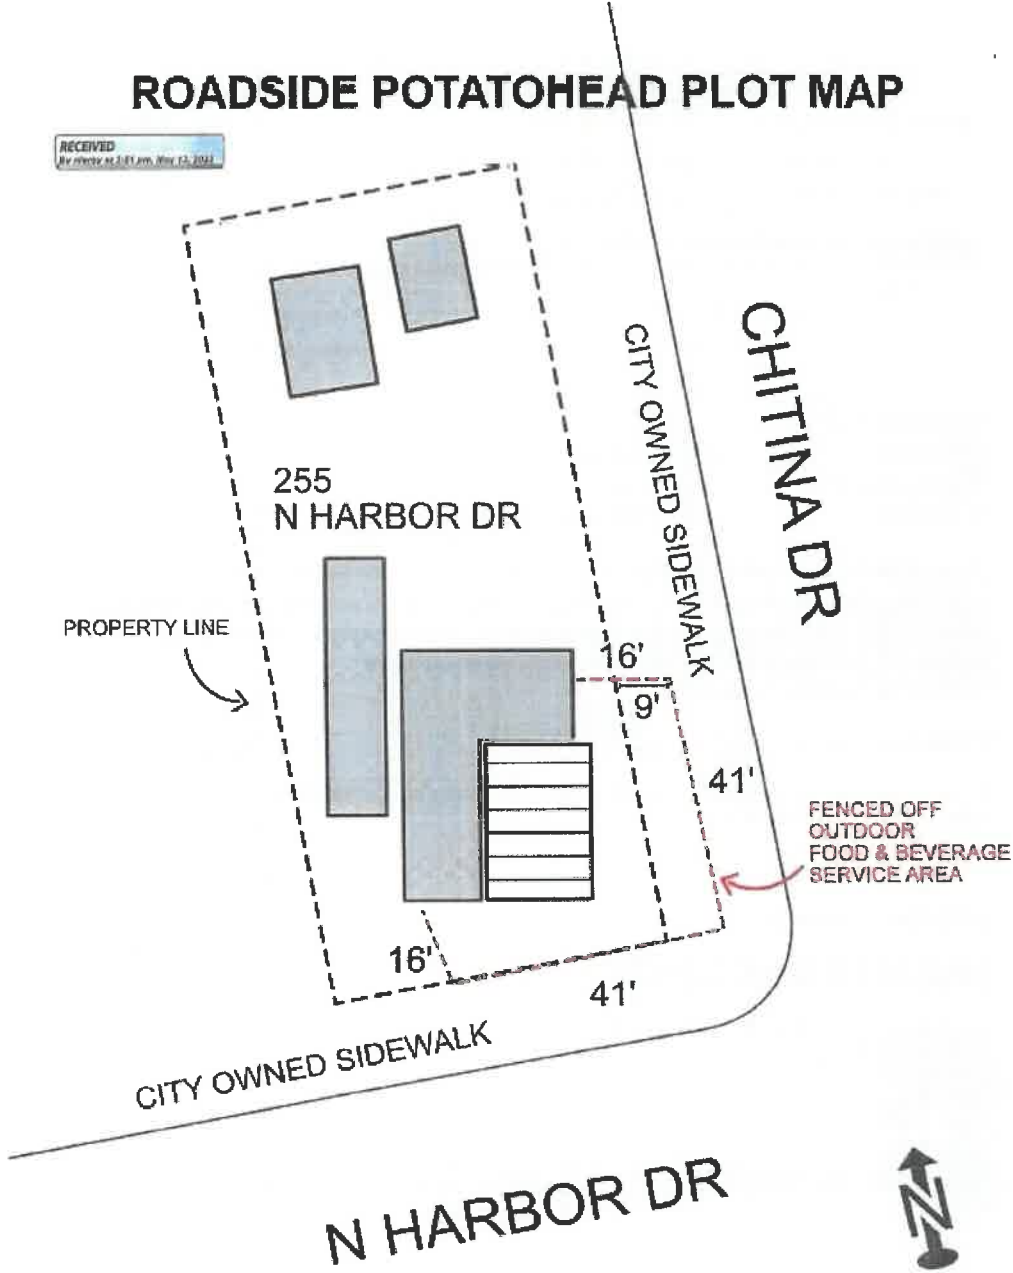 ROADSIDE POTATOHEAD PLOT MAP
RECEIVED
CITY OWNED SIDEWALK
CHITINA DR
255
N HARBOR DR
PROPERTY LINE
16'
9'
41'
FENCED OFF
OUTDOOR
FOOD & BEVERAGE
SERVICE AREA
16'
41'
CITY OWNED SIDEWALK
N HARBOR DR
N